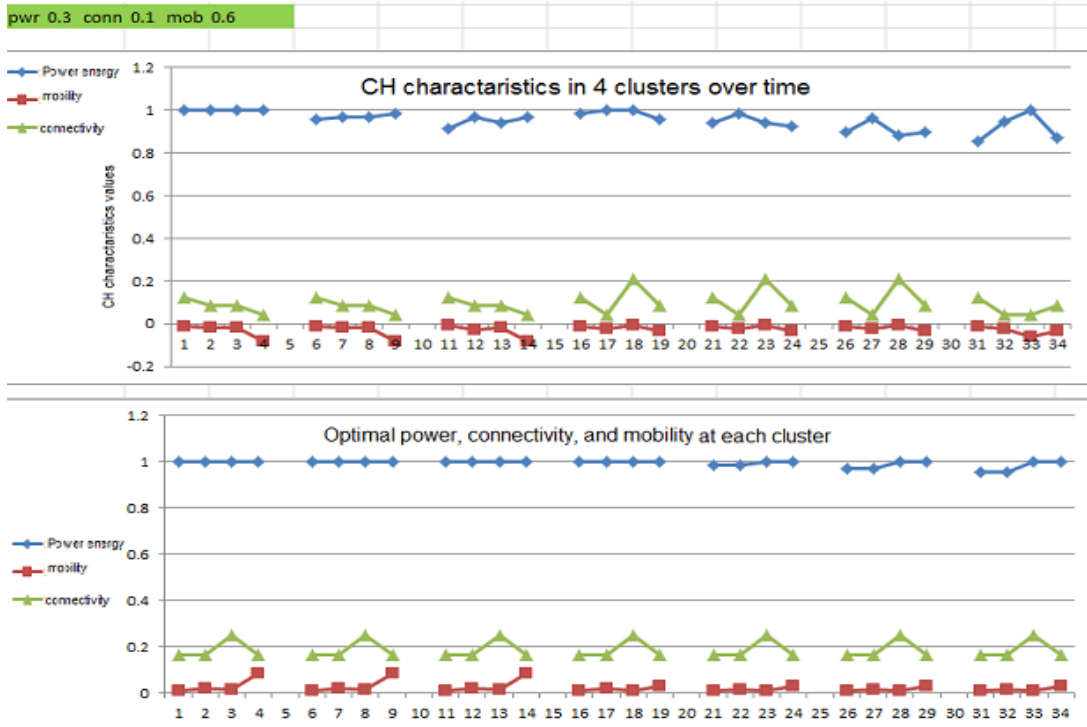 pwr 0.3 conn 0.1 mob 0.6
CH charactaristics in 4 clusters over time
Power energy
mobility
connectivity
CH charactaristics values
1.2
1
0.8
0.6
0.4
0.2
0
-0.2
1 2 3 4 5 6 7 8 9 10 11 12 13 14 15 16 17 18 19 20 21 22 23 24 25 26 27 28 29 30 31 32 33 34
Optimal power, connectivity, and mobility at each cluster
Power energy
mobility
connectivity
1.2
1
0.8
0.6
0.4
0.2
0
1 2 3 4 5 6 7 8 9 10 11 12 13 14 15 16 17 18 19 20 21 22 23 24 25 26 27 28 29 30 31 32 33 34